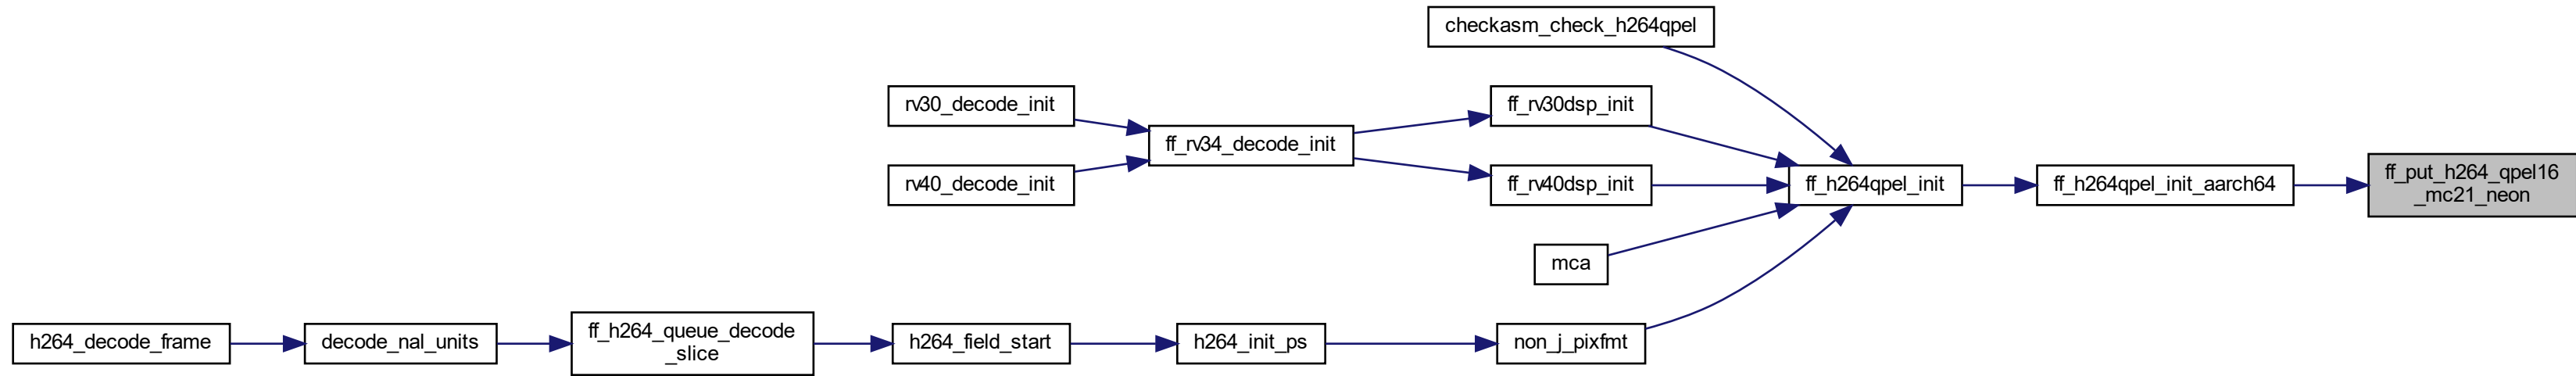 checkasm_check_h264qpel
rv30_decode_init
ff_rv30dsp_init
ff_rv34_decode_init
rv40_decode_init
ff_rv40dsp_init
ff_h264qpel_init
ff_h264qpel_init_aarch64
ff_put_h264_qpel16
_mc21_neon
mca
h264_decode_frame
decode_nal_units
ff_h264_queue_decode
_slice
h264_field_start
h264_init_ps
non_j_pixfmt